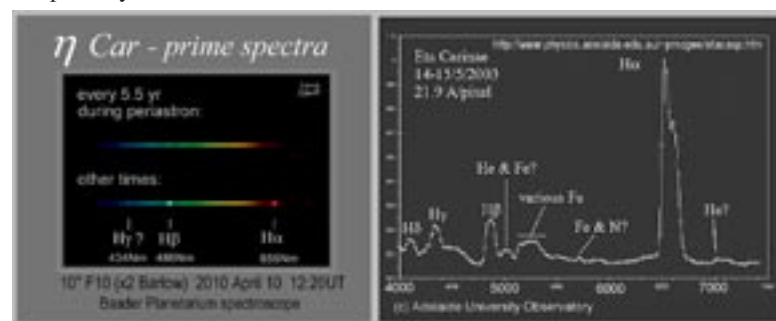 η Car - prime spectra
every 5.5 yr
during periastron:
other times:
Hγ ? Hβ Hα
434Nm 486Nm 656Nm
10" F10 (x2 Barlow) 2010 April 10 12:20UT
Baader Planetarium spectroscope
Eta Carinae
14-15/5/2003
21.9 A/pixel
Hα
He & Fe?
various Fe
Hδ
Hγ
Hβ
Fe & N?
He?
4000 5000 6000 7000
(c) Adelaide University Observatory